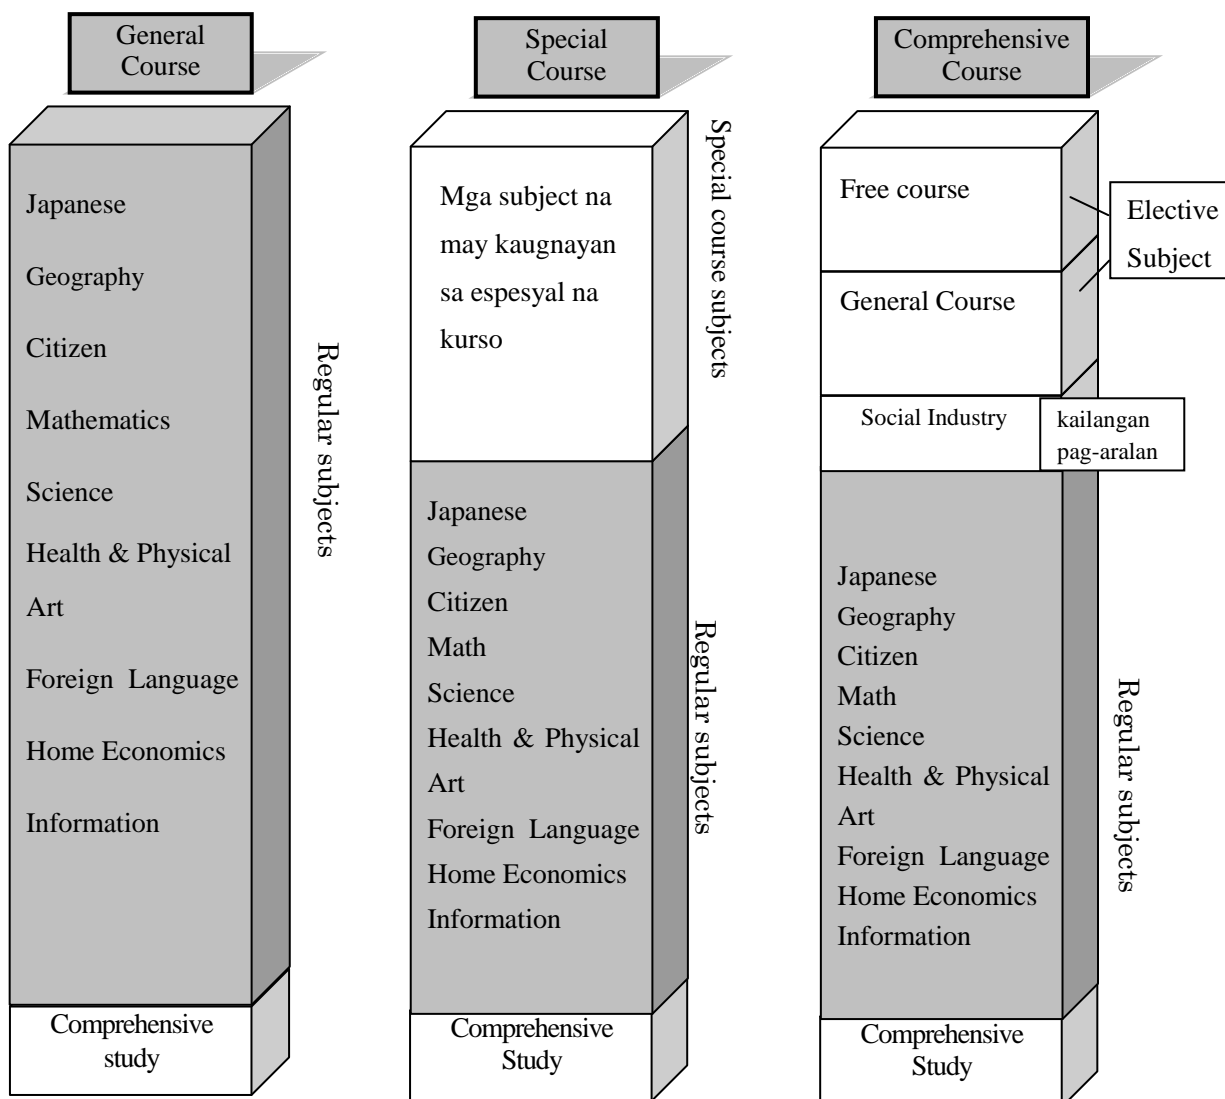 General
Course
Japanese
Geography
Citizen
Mathematics
Science
Health & Physical
Art
Foreign Language
Home Economics
Information
Regular subjects
Comprehensive
study
Special
Course
Mga subject na
may kaugnayan
sa espesyal na
kurso
Special course subjects
Japanese
Geography
Citizen
Math
Science
Health & Physical
Art
Foreign Language
Home Economics
Information
Regular subjects
Comprehensive
Study
Comprehensive
Course
Free course
Elective
Subject
General Course
Social Industry
kailangan
pag-aralan
Japanese
Geography
Citizen
Math
Science
Health & Physical
Art
Foreign Language
Home Economics
Information
Regular subjects
Comprehensive
Study